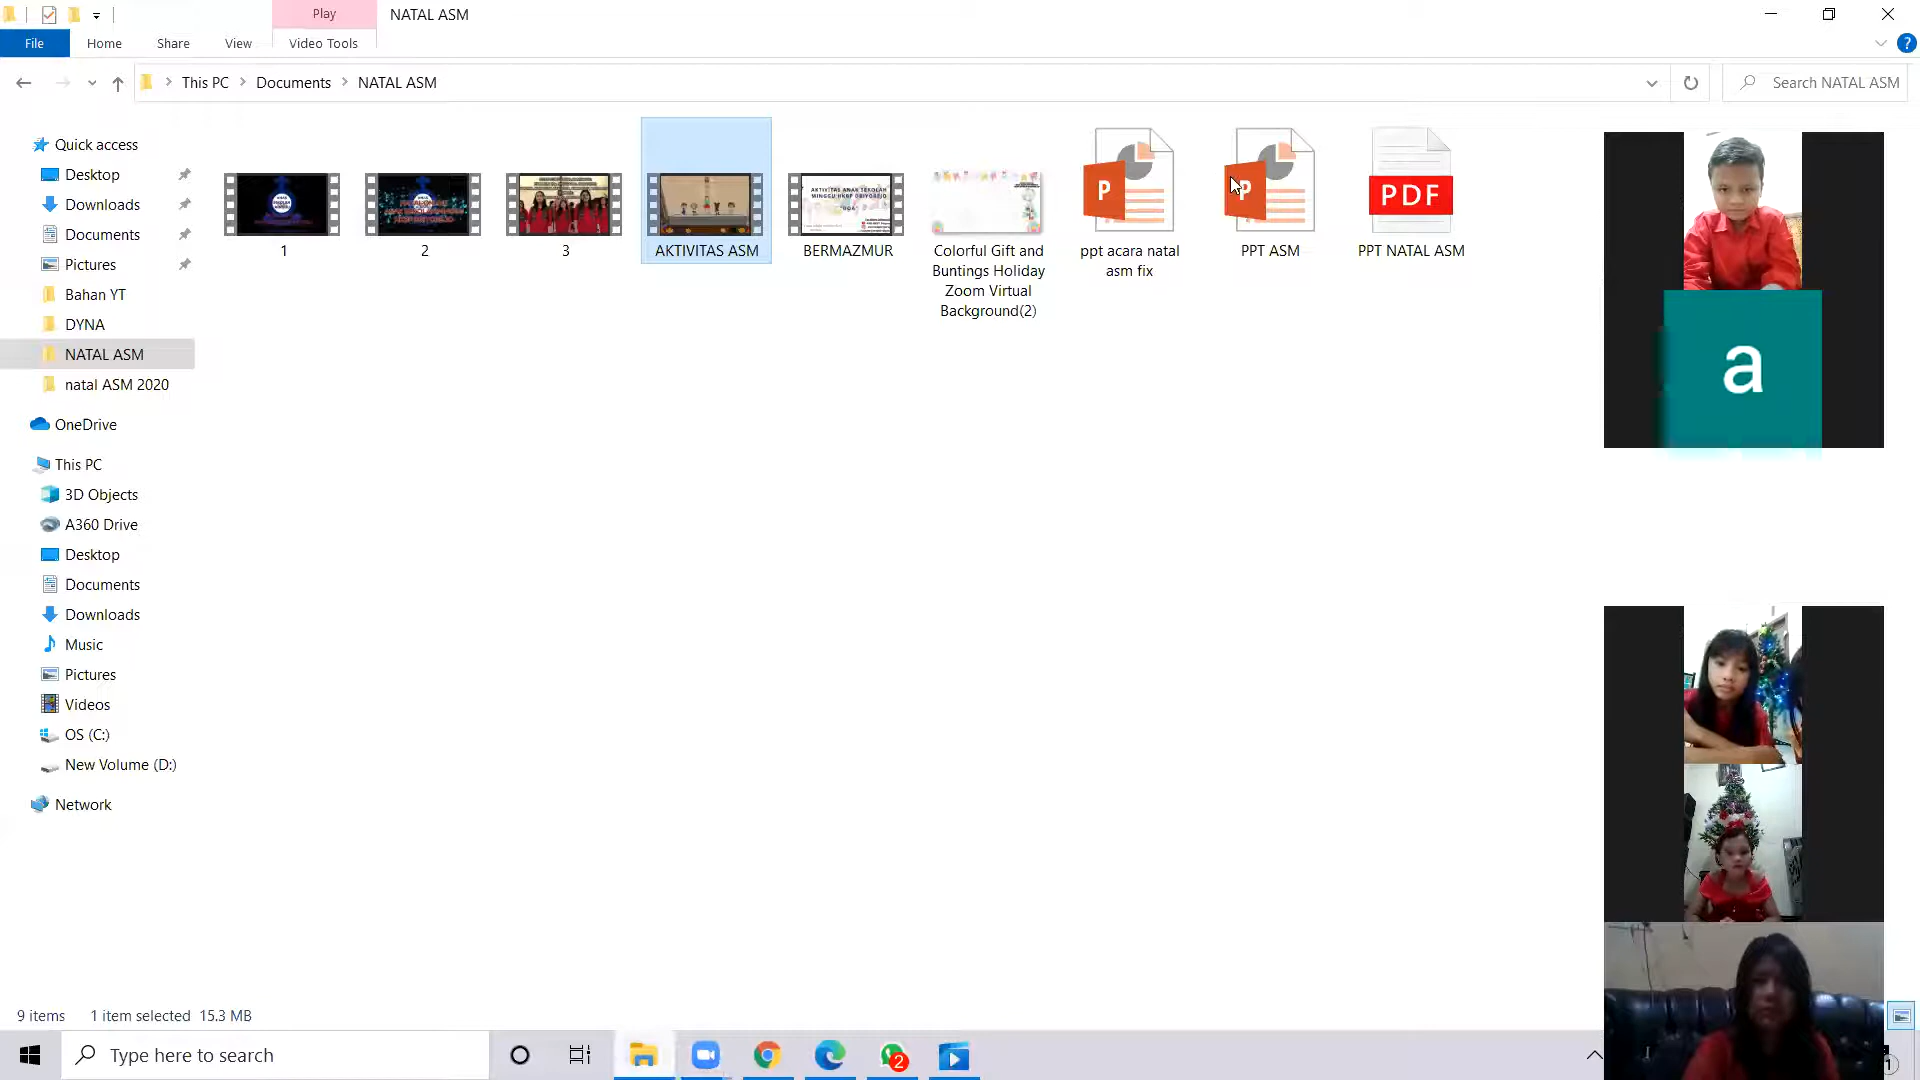 Play
NATAL ASM
File
Home
Share
View
Video Tools
?
This PC
Documents
NATAL ASM
Search NATAL ASM
Quick access
Desktop
Downloads
Documents
Pictures
Bahan YT
DYNA
NATAL ASM
natal ASM 2020
OneDrive
This PC
3D Objects
A360 Drive
Desktop
Documents
Downloads
Music
Pictures
Videos
OS (C:)
New Volume (D:)
Network
1
2
3
AKTIVITAS ASM
AKTIVITAS ANAK SEKOLAH
BERMAZMUR
Colorful Gift and
Buntings Holiday
Zoom Virtual
Background(2)
P
ppt acara natal
asm fix
P
PPT ASM
PDF
PPT NATAL ASM
a
9 items
1 item selected
15.3 MB
Type here to search
2
1